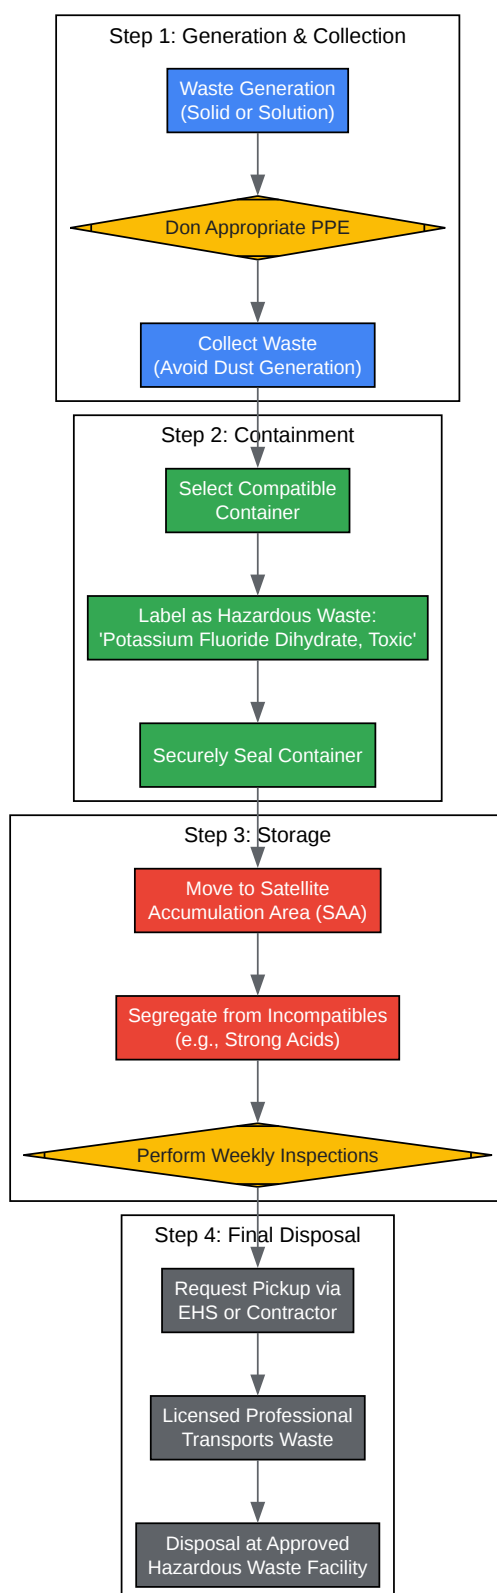 Step 1: Generation & Collection
Waste Generation
(Solid or Solution)
Don Appropriate PPE
Collect Waste
(Avoid Dust Generation)
Step 2: Containment
Select Compatible
Container
Label as Hazardous Waste:
'Potassium Fluoride Dihydrate, Toxic'
Securely Seal Container
Step 3: Storage
Move to Satellite
Accumulation Area (SAA)
Segregate from Incompatibles
(e.g., Strong Acids)
Perform Weekly Inspections
Step 4: Final Disposal
Request Pickup via
EHS or Contractor
Licensed Professional
Transports Waste
Disposal at Approved
Hazardous Waste Facility